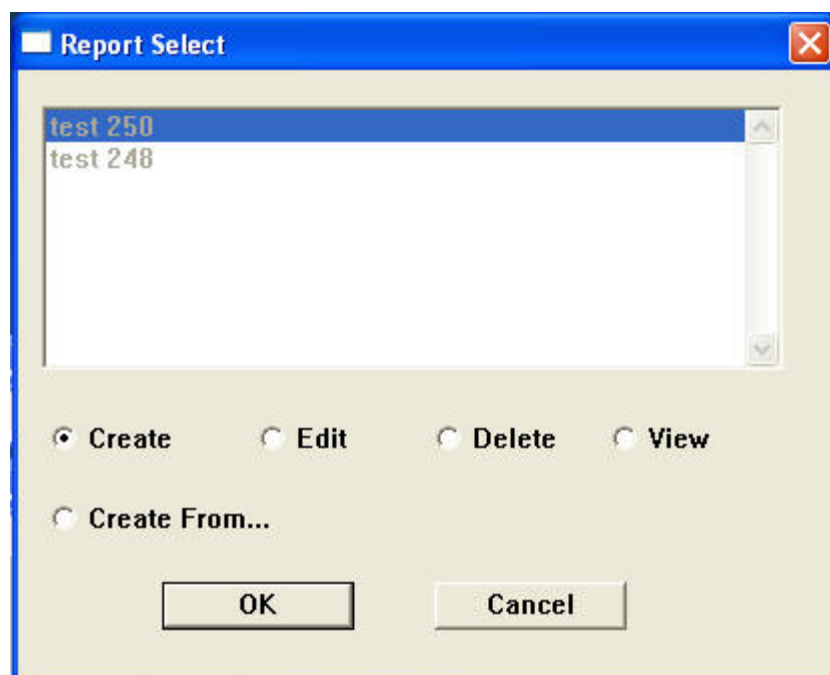 Report Select
test 250
test 248
Create Edit Delete View
Create From...
OK Cancel